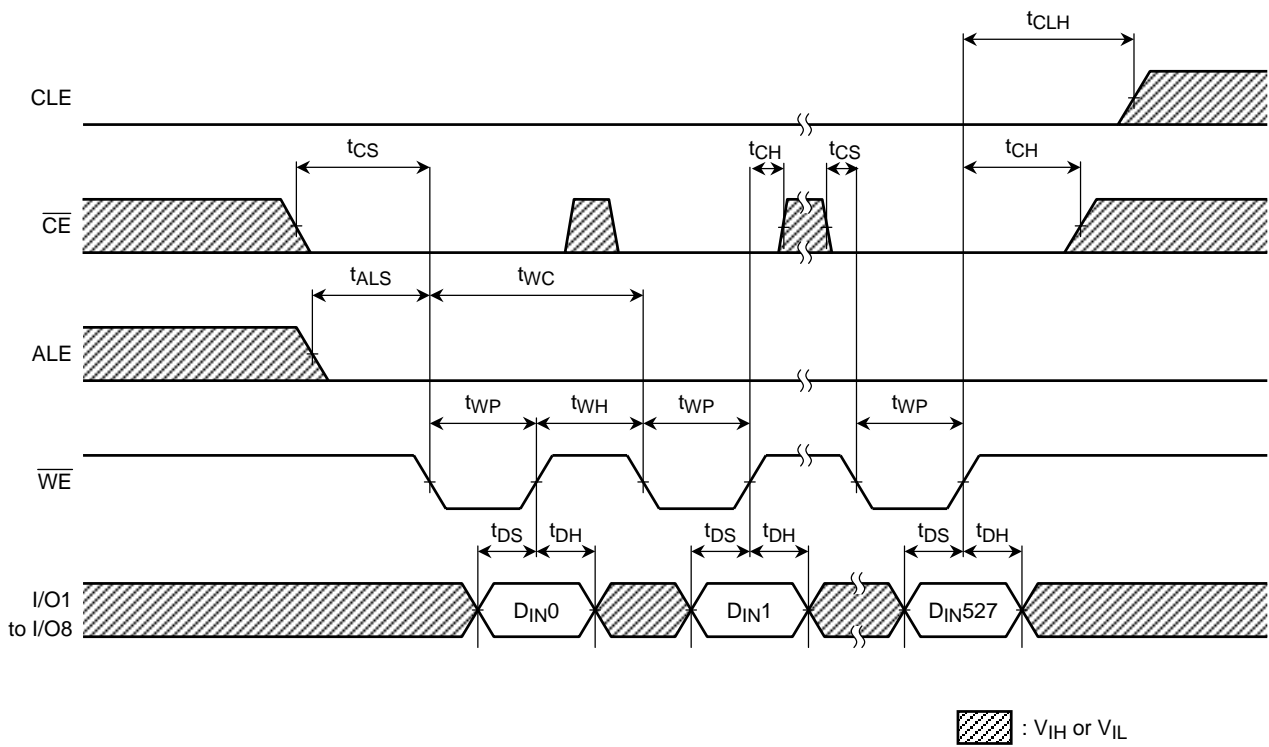 tCLH
CLE
tCS
tCH
tCS
tCH
CE
tALS
tWC
ALE
tWP
tWH
tWP
tWP
WE
tDS
tDH
tDS
tDH
tDS
tDH
I/O1
to I/O8
DIN0
DIN1
DIN527
: VIH or VIL